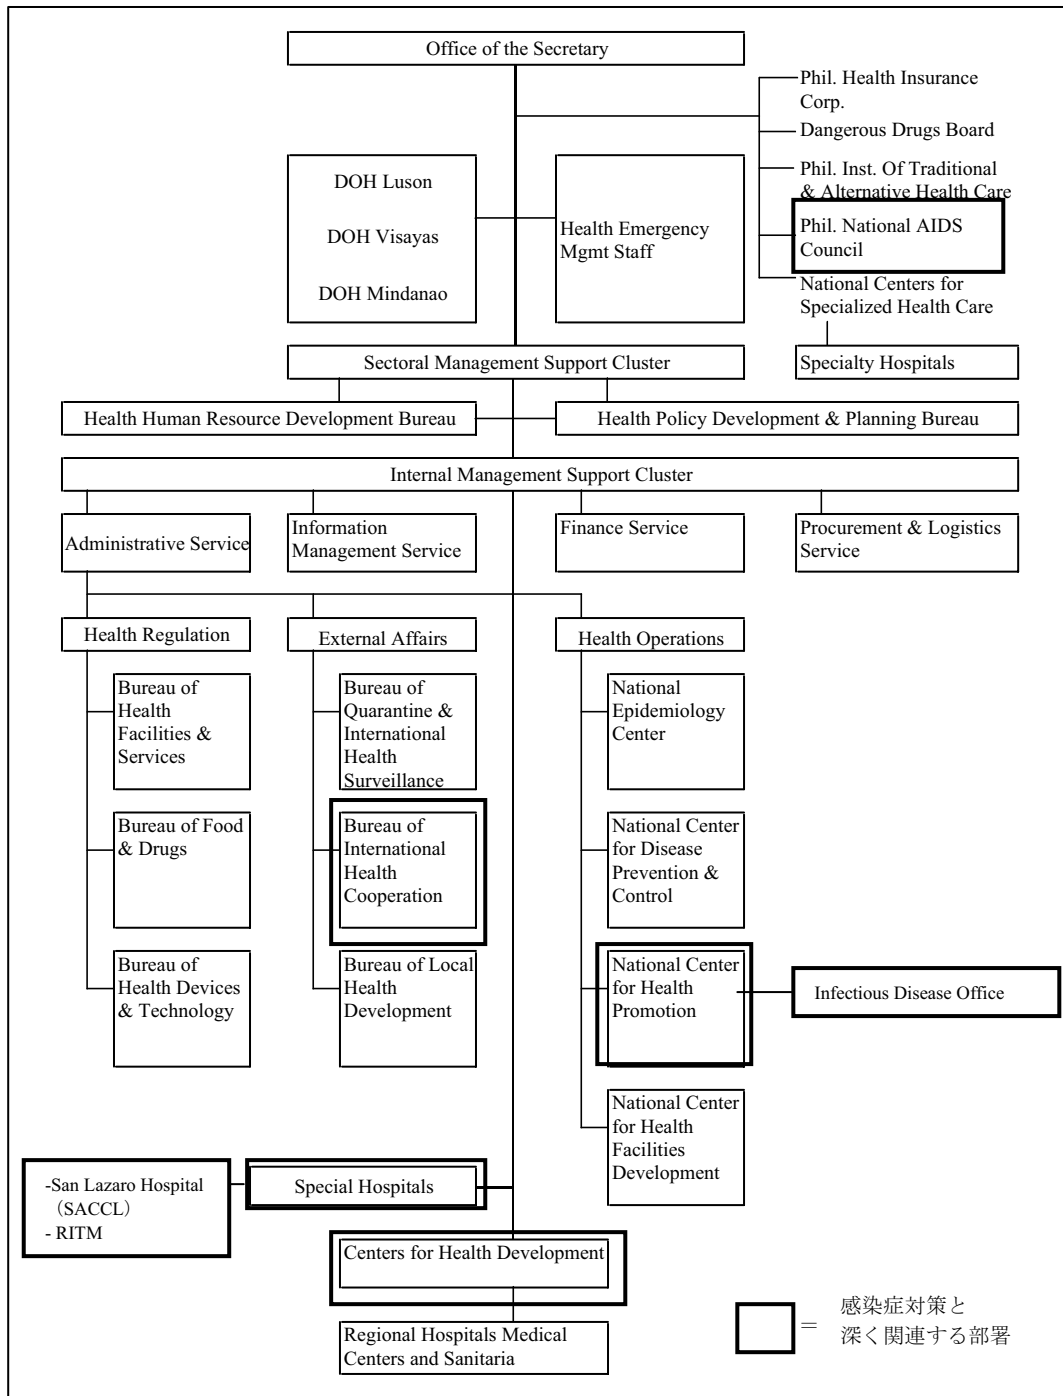 Office of the Secretary
Phil. Health Insurance
Corp.
Dangerous Drugs Board
Phil. Inst. Of Traditional
& Alternative Health Care
Phil. National AIDS
Council
National Centers for
Specialized Health Care
Specialty Hospitals
DOH Luson
DOH Visayas
DOH Mindanao
Health Emergency
Mgmt Staff
Sectoral Management Support Cluster
Health Human Resource Development Bureau
Health Policy Development & Planning Bureau
Internal Management Support Cluster
Administrative Service
Information
Management Service
Finance Service
Procurement & Logistics
Service
Health Regulation
Bureau of
Health
Facilities &
Services
Bureau of Food
& Drugs
Bureau of
Health Devices
& Technology
External Affairs
Bureau of
Quarantine &
International
Health
Surveillance
Bureau of
International
Health
Cooperation
Bureau of Local
Health
Development
Health Operations
National
Epidemiology
Center
National Center
for Disease
Prevention &
Control
National Center
for Health
Promotion
Infectious Disease Office
National Center
for Health
Facilities
Development
-San Lazaro Hospital
（SACCL）
- RITM
Special Hospitals
Centers for Health Development
Regional Hospitals Medical
Centers and Sanitaria
= 感染症対策と
深く関連する部署